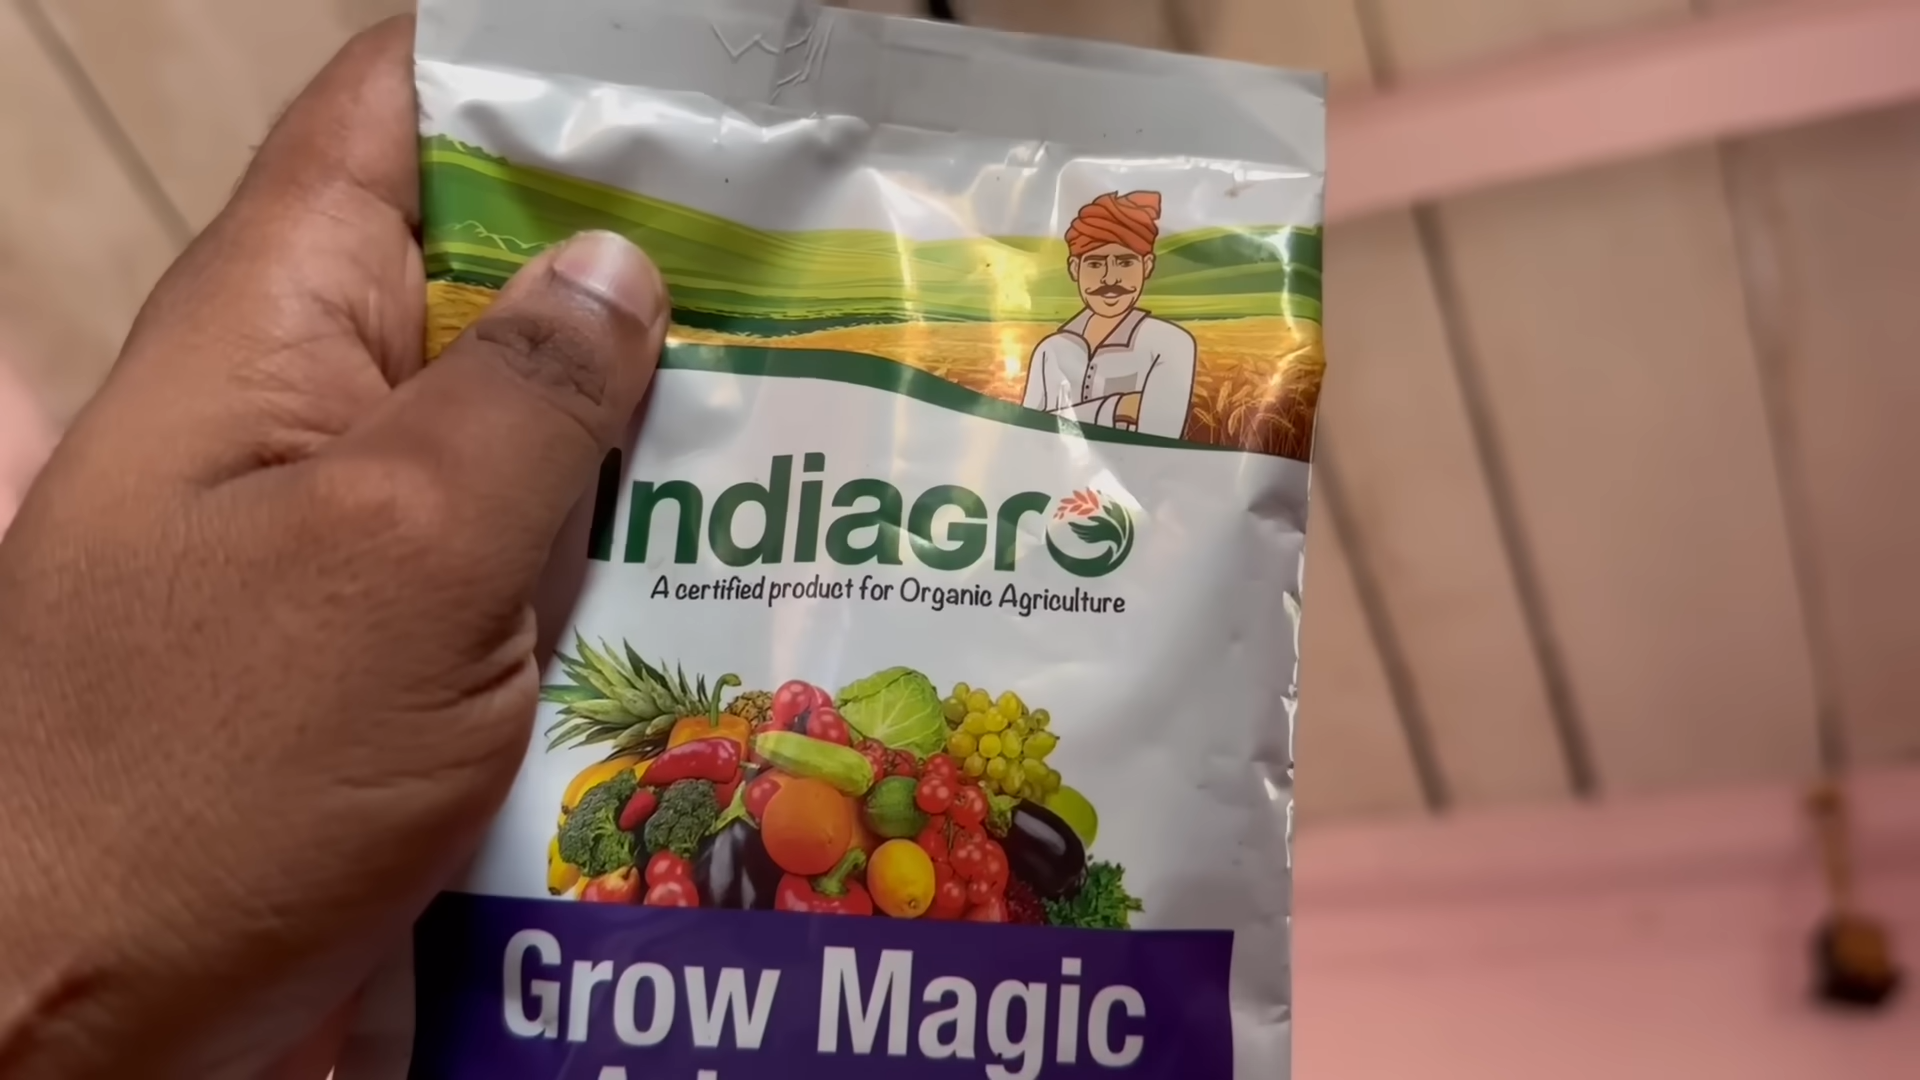 Indiagro
A certified product for Organic Agriculture
Grow Magic